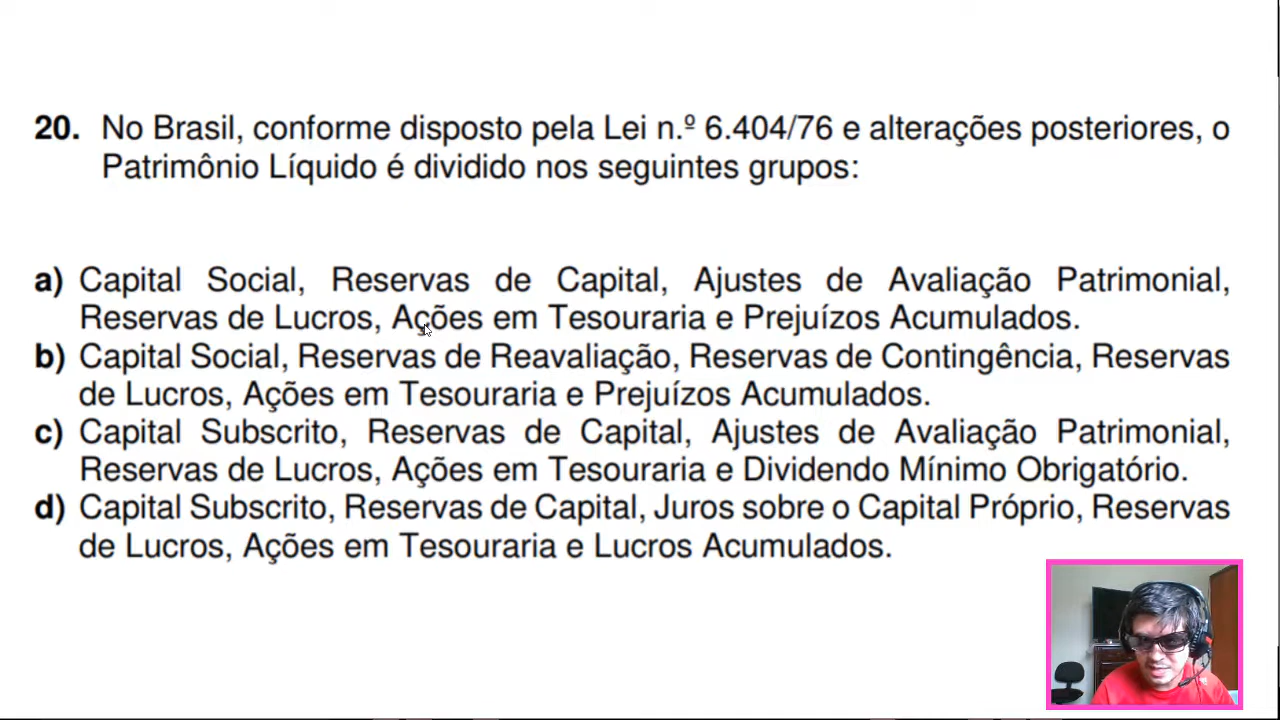 20. No Brasil, conforme disposto pela Lei n.º 6.404/76 e alterações posteriores, o
Patrimônio Líquido é dividido nos seguintes grupos:
a) Capital Social, Reservas de Capital, Ajustes de Avaliação Patrimonial,
Reservas de Lucros, Ações em Tesouraria e Prejuízos Acumulados.
b) Capital Social, Reservas de Reavaliação, Reservas de Contingência, Reservas
de Lucros, Ações em Tesouraria e Prejuízos Acumulados.
c) Capital Subscrito, Reservas de Capital, Ajustes de Avaliação Patrimonial,
Reservas de Lucros, Ações em Tesouraria e Dividendo Mínimo Obrigatório.
d) Capital Subscrito, Reservas de Capital, Juros sobre o Capital Próprio, Reservas
de Lucros, Ações em Tesouraria e Lucros Acumulados.